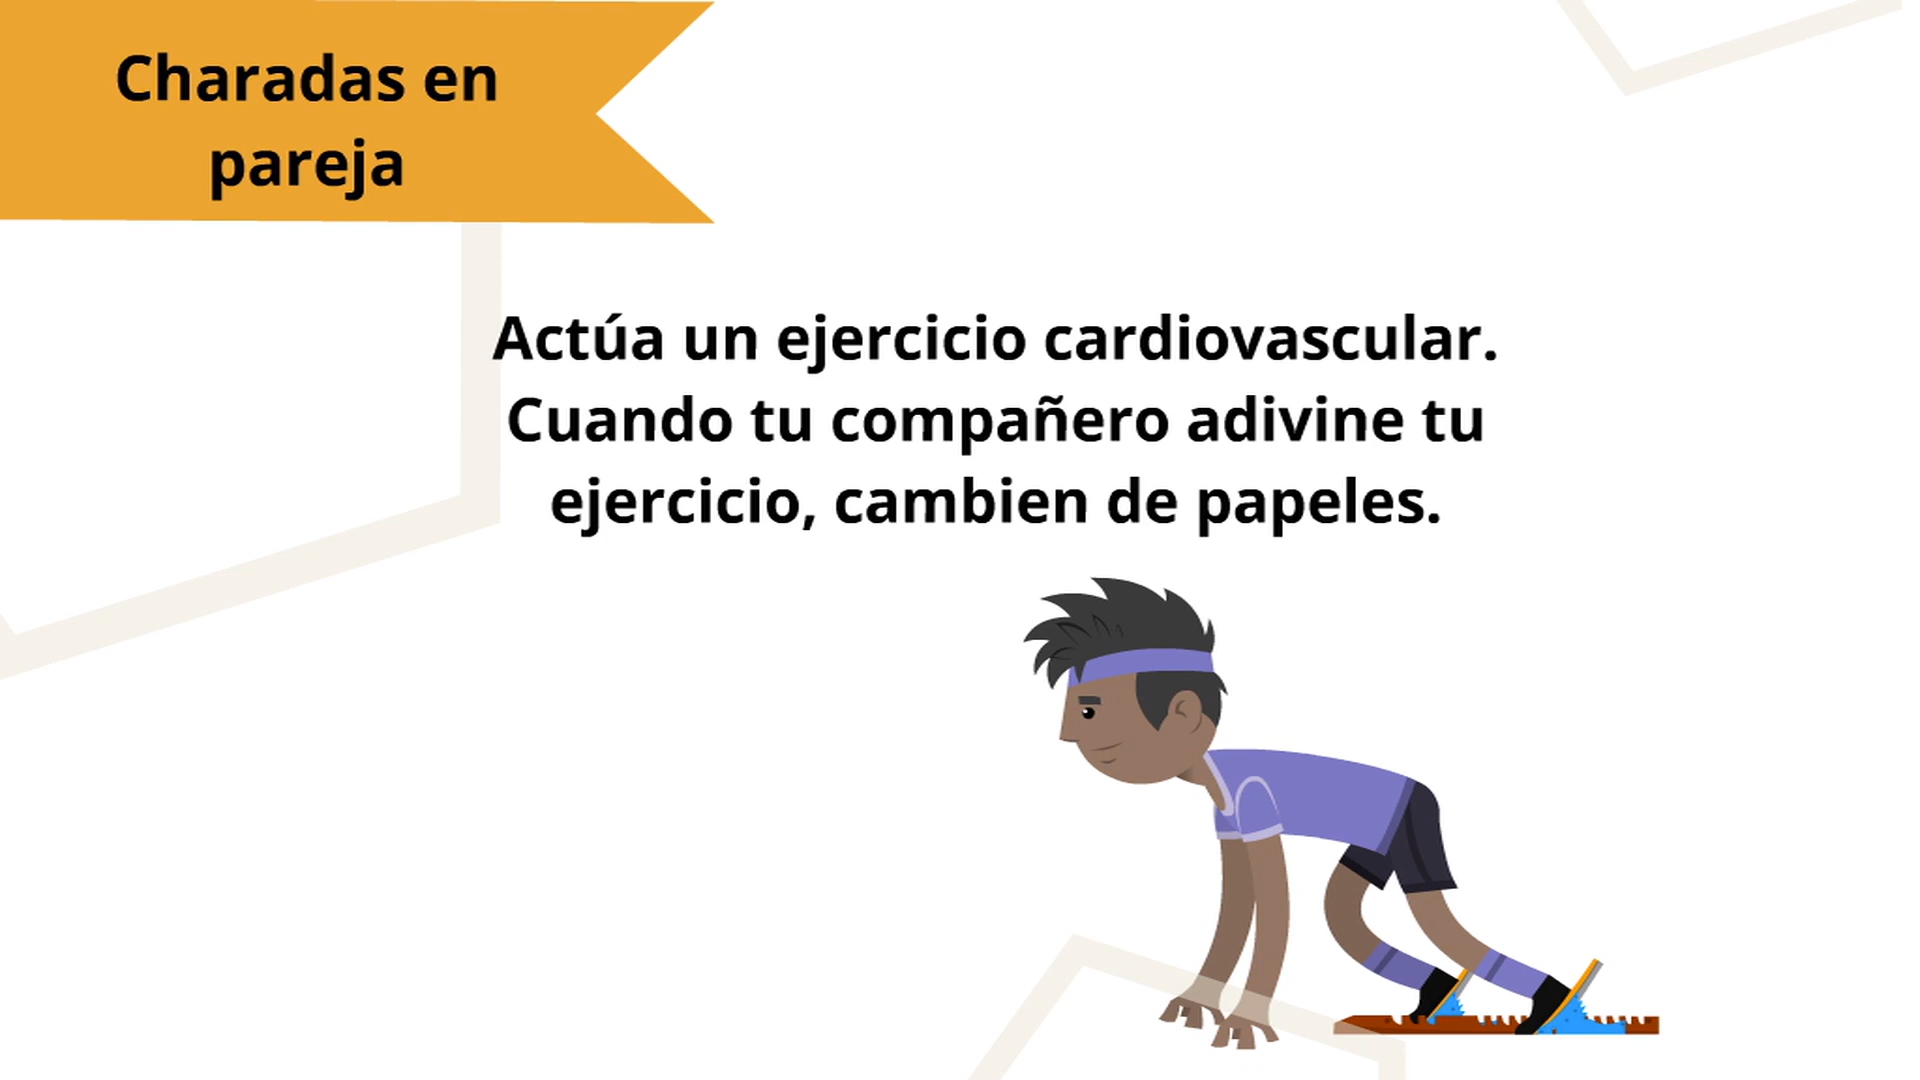 Charadas en
pareja
Actúa un ejercicio cardiovascular.
Cuando tu compañero adivine tu
ejercicio, cambien de papeles.